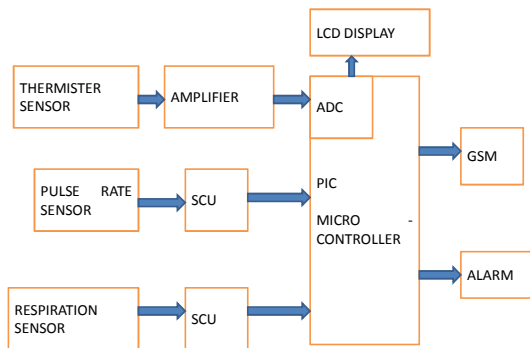 LCD DISPLAY
THERMISTER
SENSOR
AMPLIFIER
ADC
PULSE RATE
SENSOR
SCU
PIC
MICRO -
CONTROLLER
GSM
RESPIRATION
SENSOR
SCU
ALARM